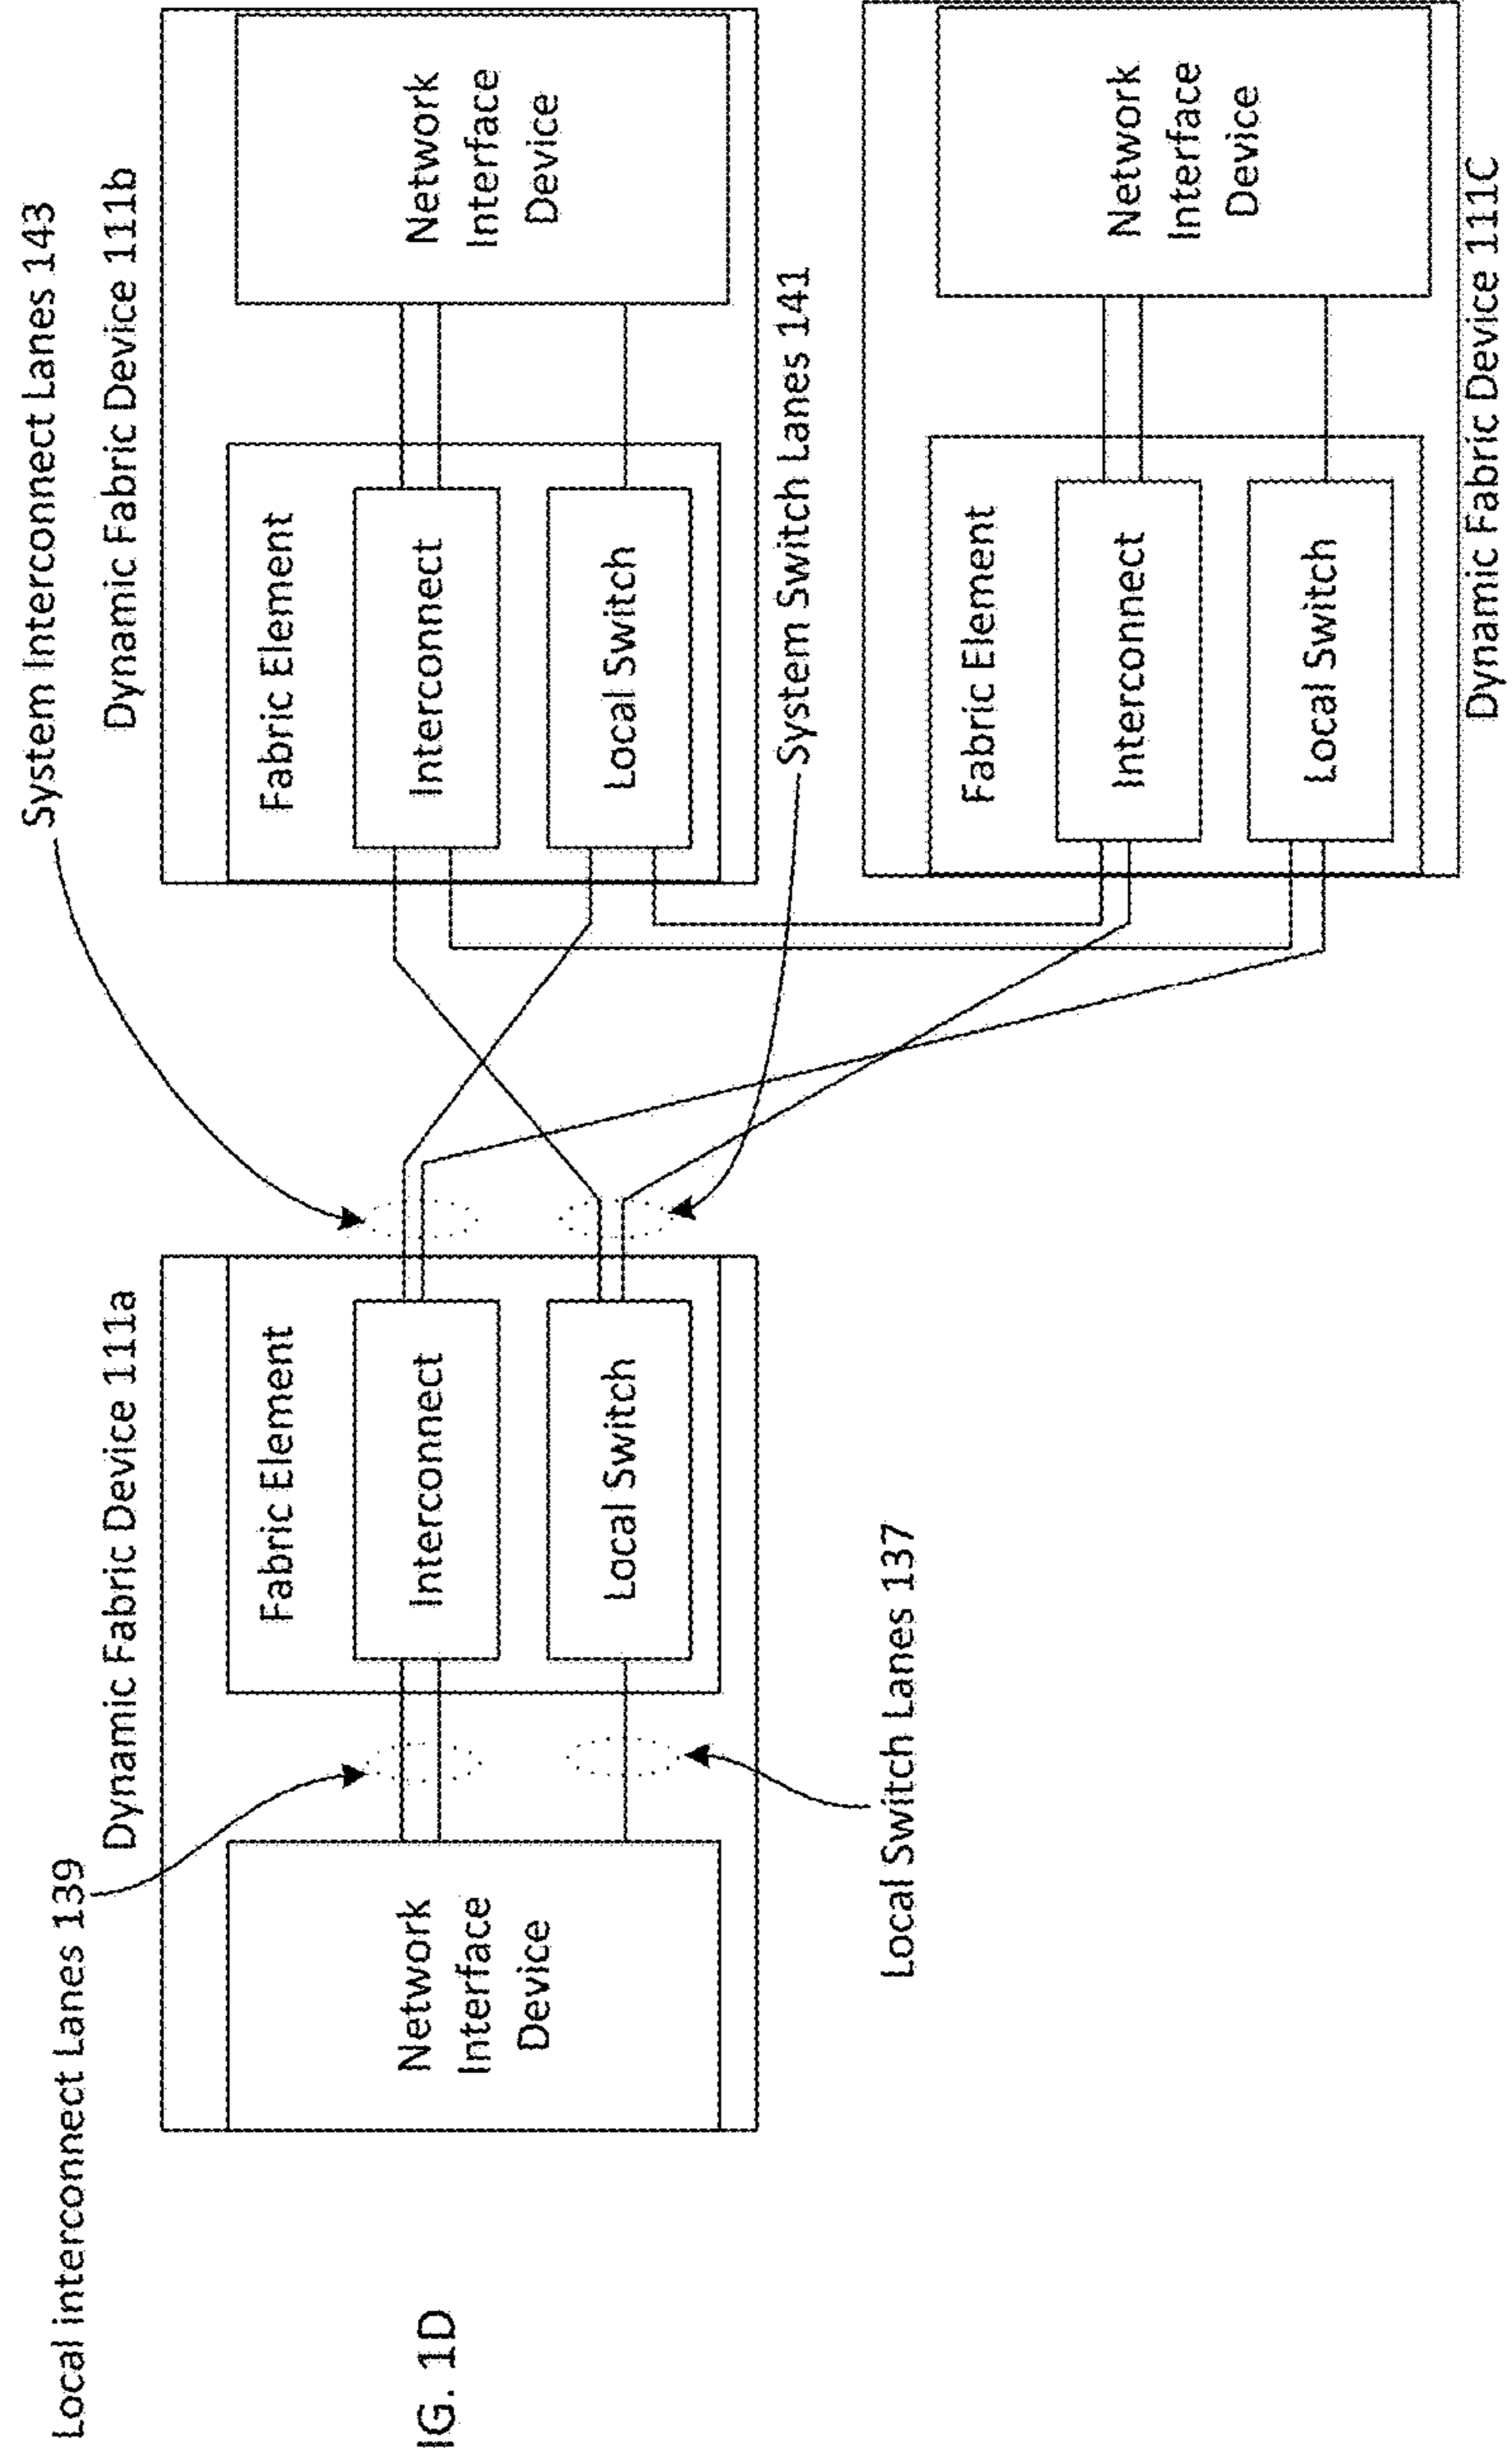 System Interconnect Lanes 143
Dynamic Fabric Device 111b
Fabric Element
Interconnect
Local Switch
Network
Interface
Device
System Switch Lanes 141
Fabric Element
Interconnect
Local Switch
Network
Interface
Device
Dynamic Fabric Device 111C
Local interconnect Lanes 139
Dynamic Fabric Device 111a
Network
Interface
Device
Fabric Element
Interconnect
Local Switch
Local Switch Lanes 137
IG. 1D